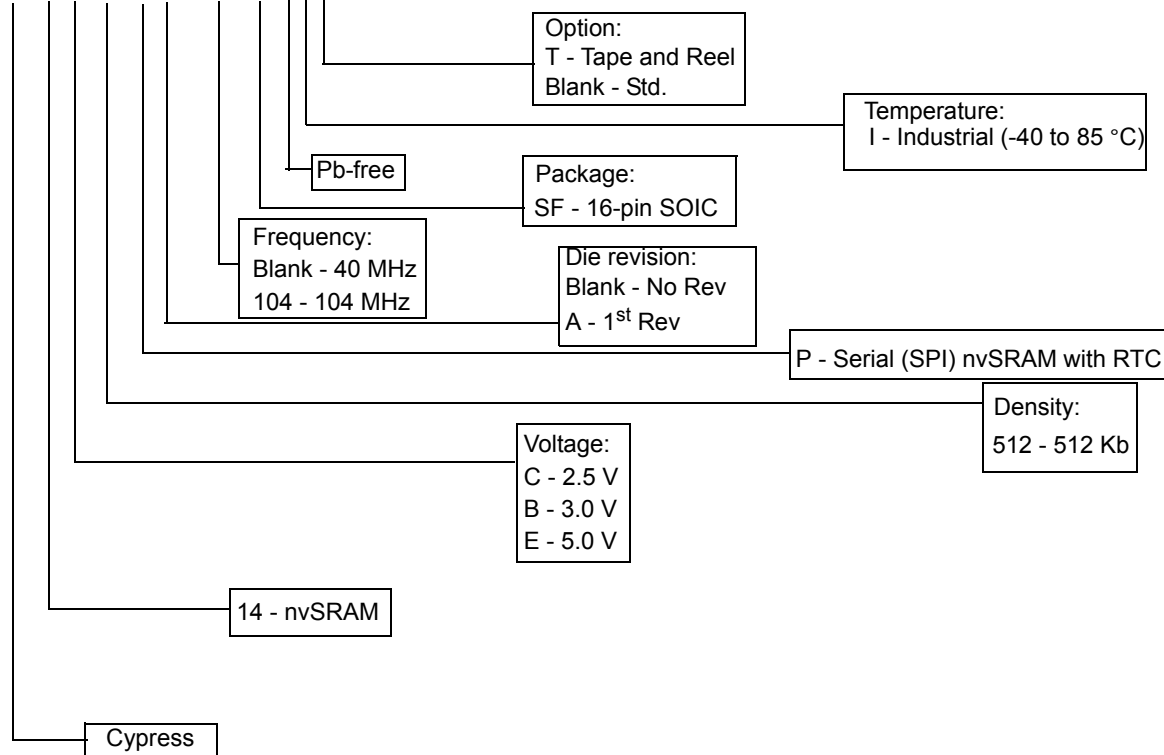 Option:
T - Tape and Reel
Blank - Std.
Temperature:
I - Industrial (-40 to 85 °C)
Pb-free
Package:
SF - 16-pin SOIC
Frequency:
Blank - 40 MHz
104 - 104 MHz
Die revision:
Blank - No Rev
A - 1st Rev
P - Serial (SPI) nvSRAM with RTC
Density:
512 - 512 Kb
Voltage:
C - 2.5 V
B - 3.0 V
E - 5.0 V
14 - nvSRAM
Cypress